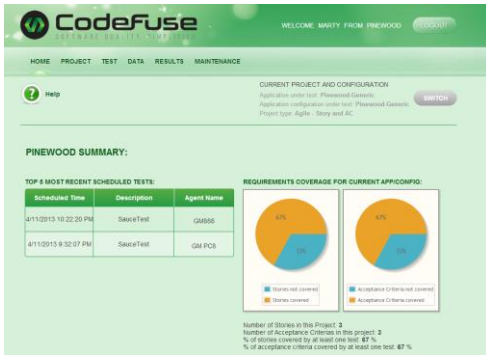 CodeFuse
SOFTWARE QUALITY SIMPLIFIED
WELCOME MARTY FROM PINEWOOD
LOGOUT
HOME PROJECT TEST DATA RESULTS MAINTENANCE
Help
CURRENT PROJECT AND CONFIGURATION
Application under test: Pinewood Generic
Application configuration under test: Pinewood Generic
Project type: Agile - Story and AC
SWITCH
PINEWOOD SUMMARY:
TOP 5 MOST RECENT SCHEDULED TESTS:
Scheduled Time Description Agent Name
4/11/2013 10:22:20 PM SauceTest GM666
4/11/2013 9:32:07 PM SauceTest GM PC8
REQUIREMENTS COVERAGE FOR CURRENT APP/CONFIG:
67%
33%
Stories not covered
Stories covered
67%
33%
Acceptance Criteria not covered
Acceptance Criteria covered
Number of Stories in this Project: 3
Number of Acceptance Criterias in this project: 3
% of stories covered by at least one test: 67 %
% of acceptance criteria covered by at least one test: 67 %